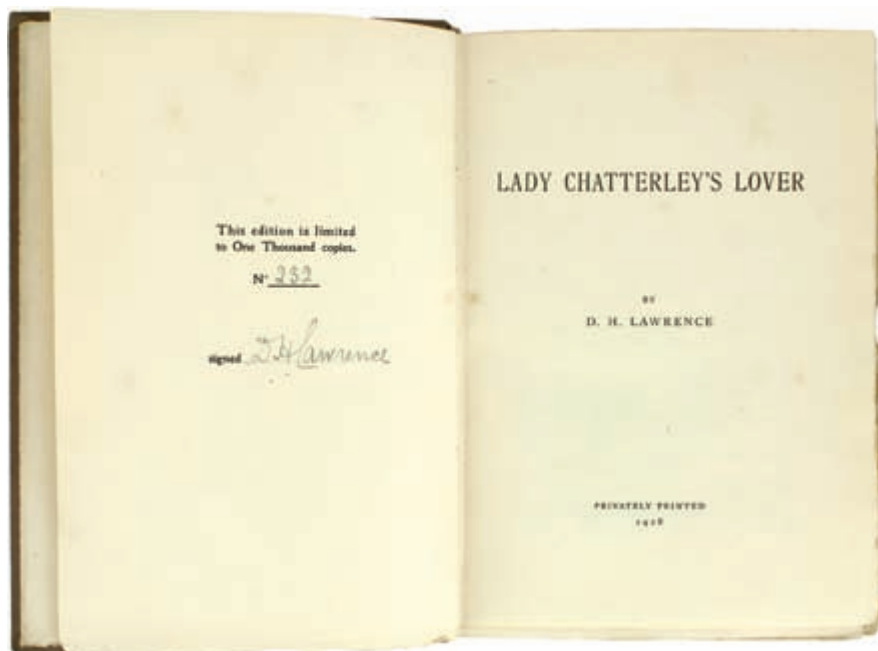 This edition is limited
to One Thousand copies.
Nº 232
signed D. H. Lawrence
LADY CHATTERLEY'S LOVER
BY
D. H. LAWRENCE
PRIVATELY PRINTED
1928